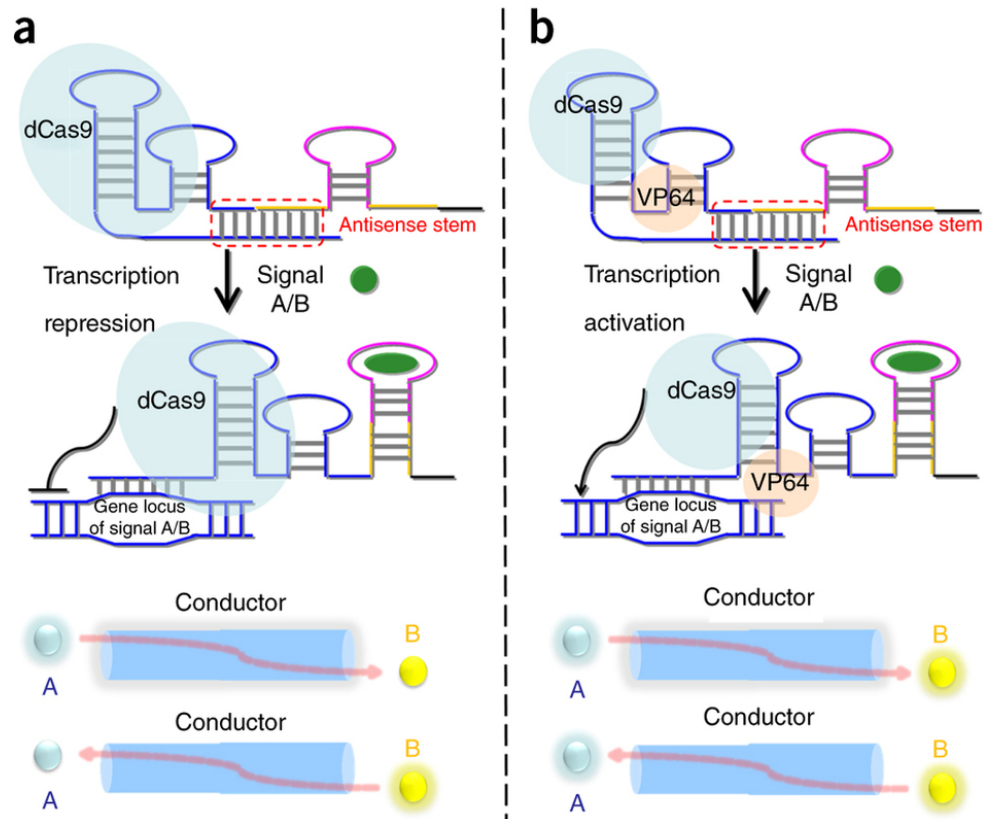 a
dCas9
Antisense stem
Transcription
repression
Signal
A/B
dCas9
Gene locus
of signal A/B
Conductor
A
B
Conductor
A
B
b
dCas9
VP64
Antisense stem
Transcription
activation
Signal
A/B
dCas9
VP64
Gene locus
of signal A/B
Conductor
A
B
Conductor
A
B